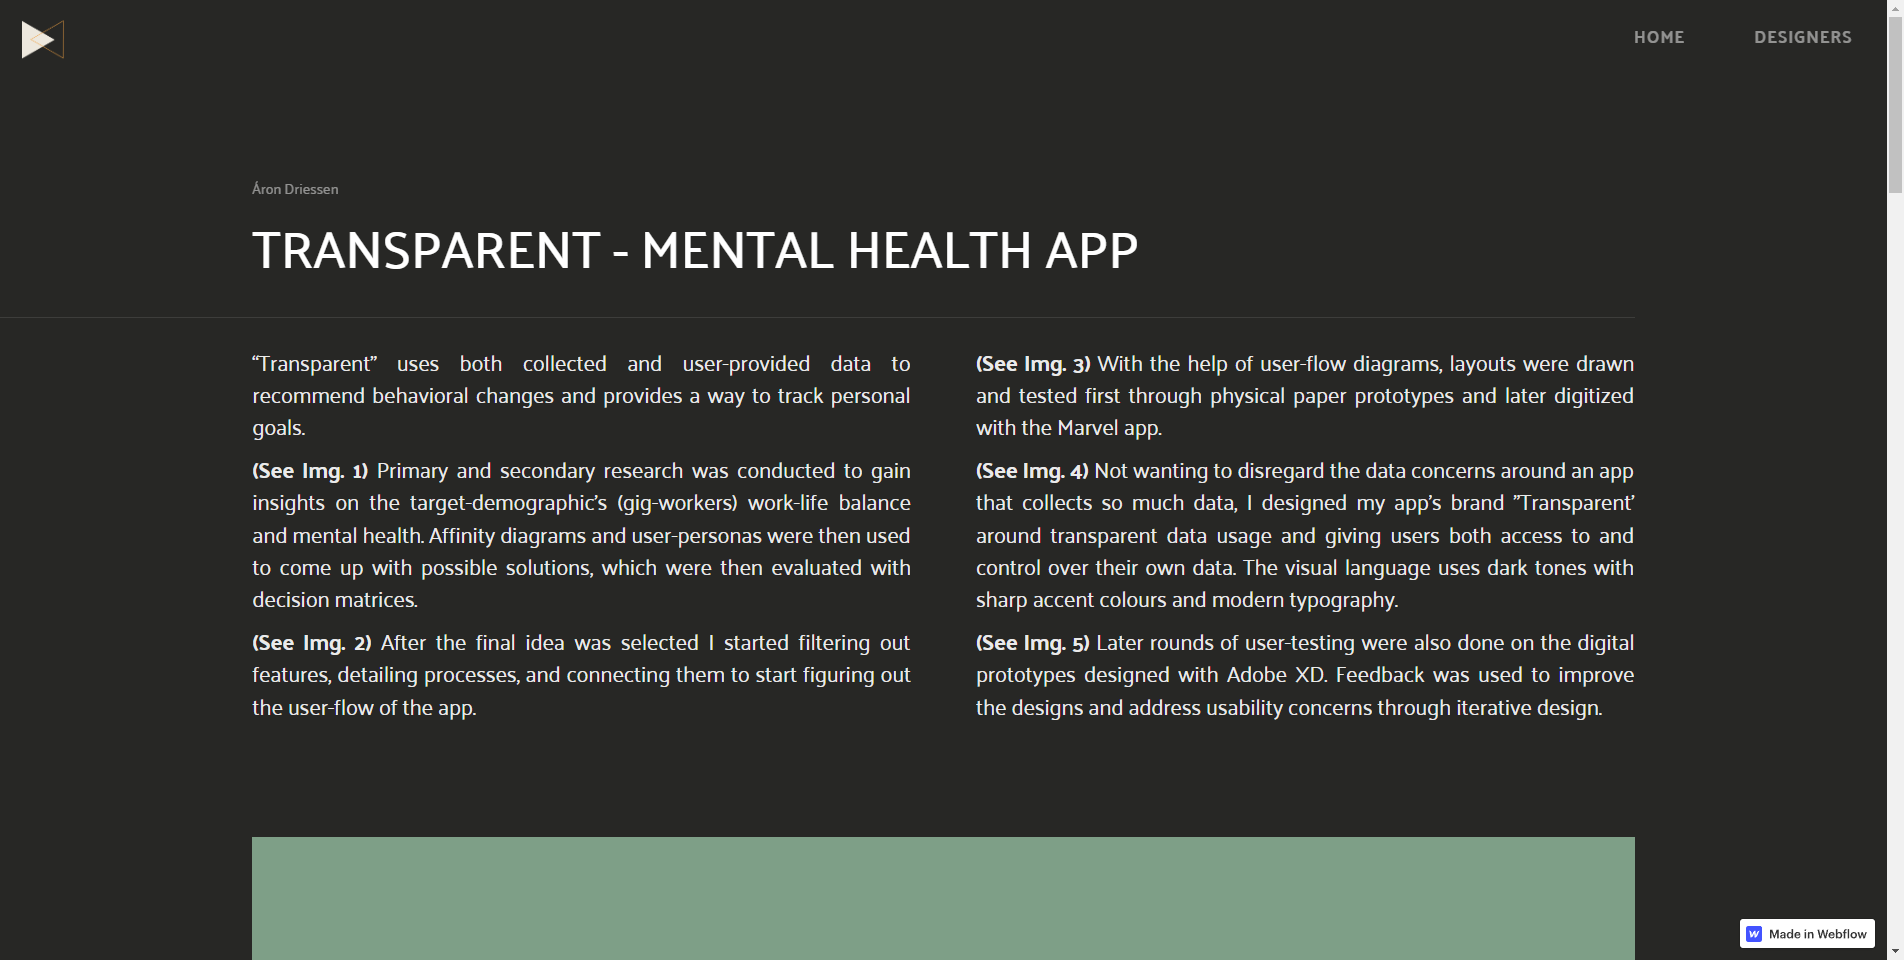 HOME
DESIGNERS
Áron Driessen
TRANSPARENT - MENTAL HEALTH APP
“Transparent” uses both collected and user-provided data to
recommend behavioral changes and provides a way to track personal
goals.
(See Img. 1) Primary and secondary research was conducted to gain
insights on the target-demographic’s (gig-workers) work-life balance
and mental health. Affinity diagrams and user-personas were then used
to come up with possible solutions, which were then evaluated with
decision matrices.
(See Img. 2) After the final idea was selected I started filtering out
features, detailing processes, and connecting them to start figuring out
the user-flow of the app.
(See Img. 3) With the help of user-flow diagrams, layouts were drawn
and tested first through physical paper prototypes and later digitized
with the Marvel app.
(See Img. 4) Not wanting to disregard the data concerns around an app
that collects so much data, I designed my app’s brand ”Transparent’
around transparent data usage and giving users both access to and
control over their own data. The visual language uses dark tones with
sharp accent colours and modern typography.
(See Img. 5) Later rounds of user-testing were also done on the digital
prototypes designed with Adobe XD. Feedback was used to improve
the designs and address usability concerns through iterative design.
Made in Webflow